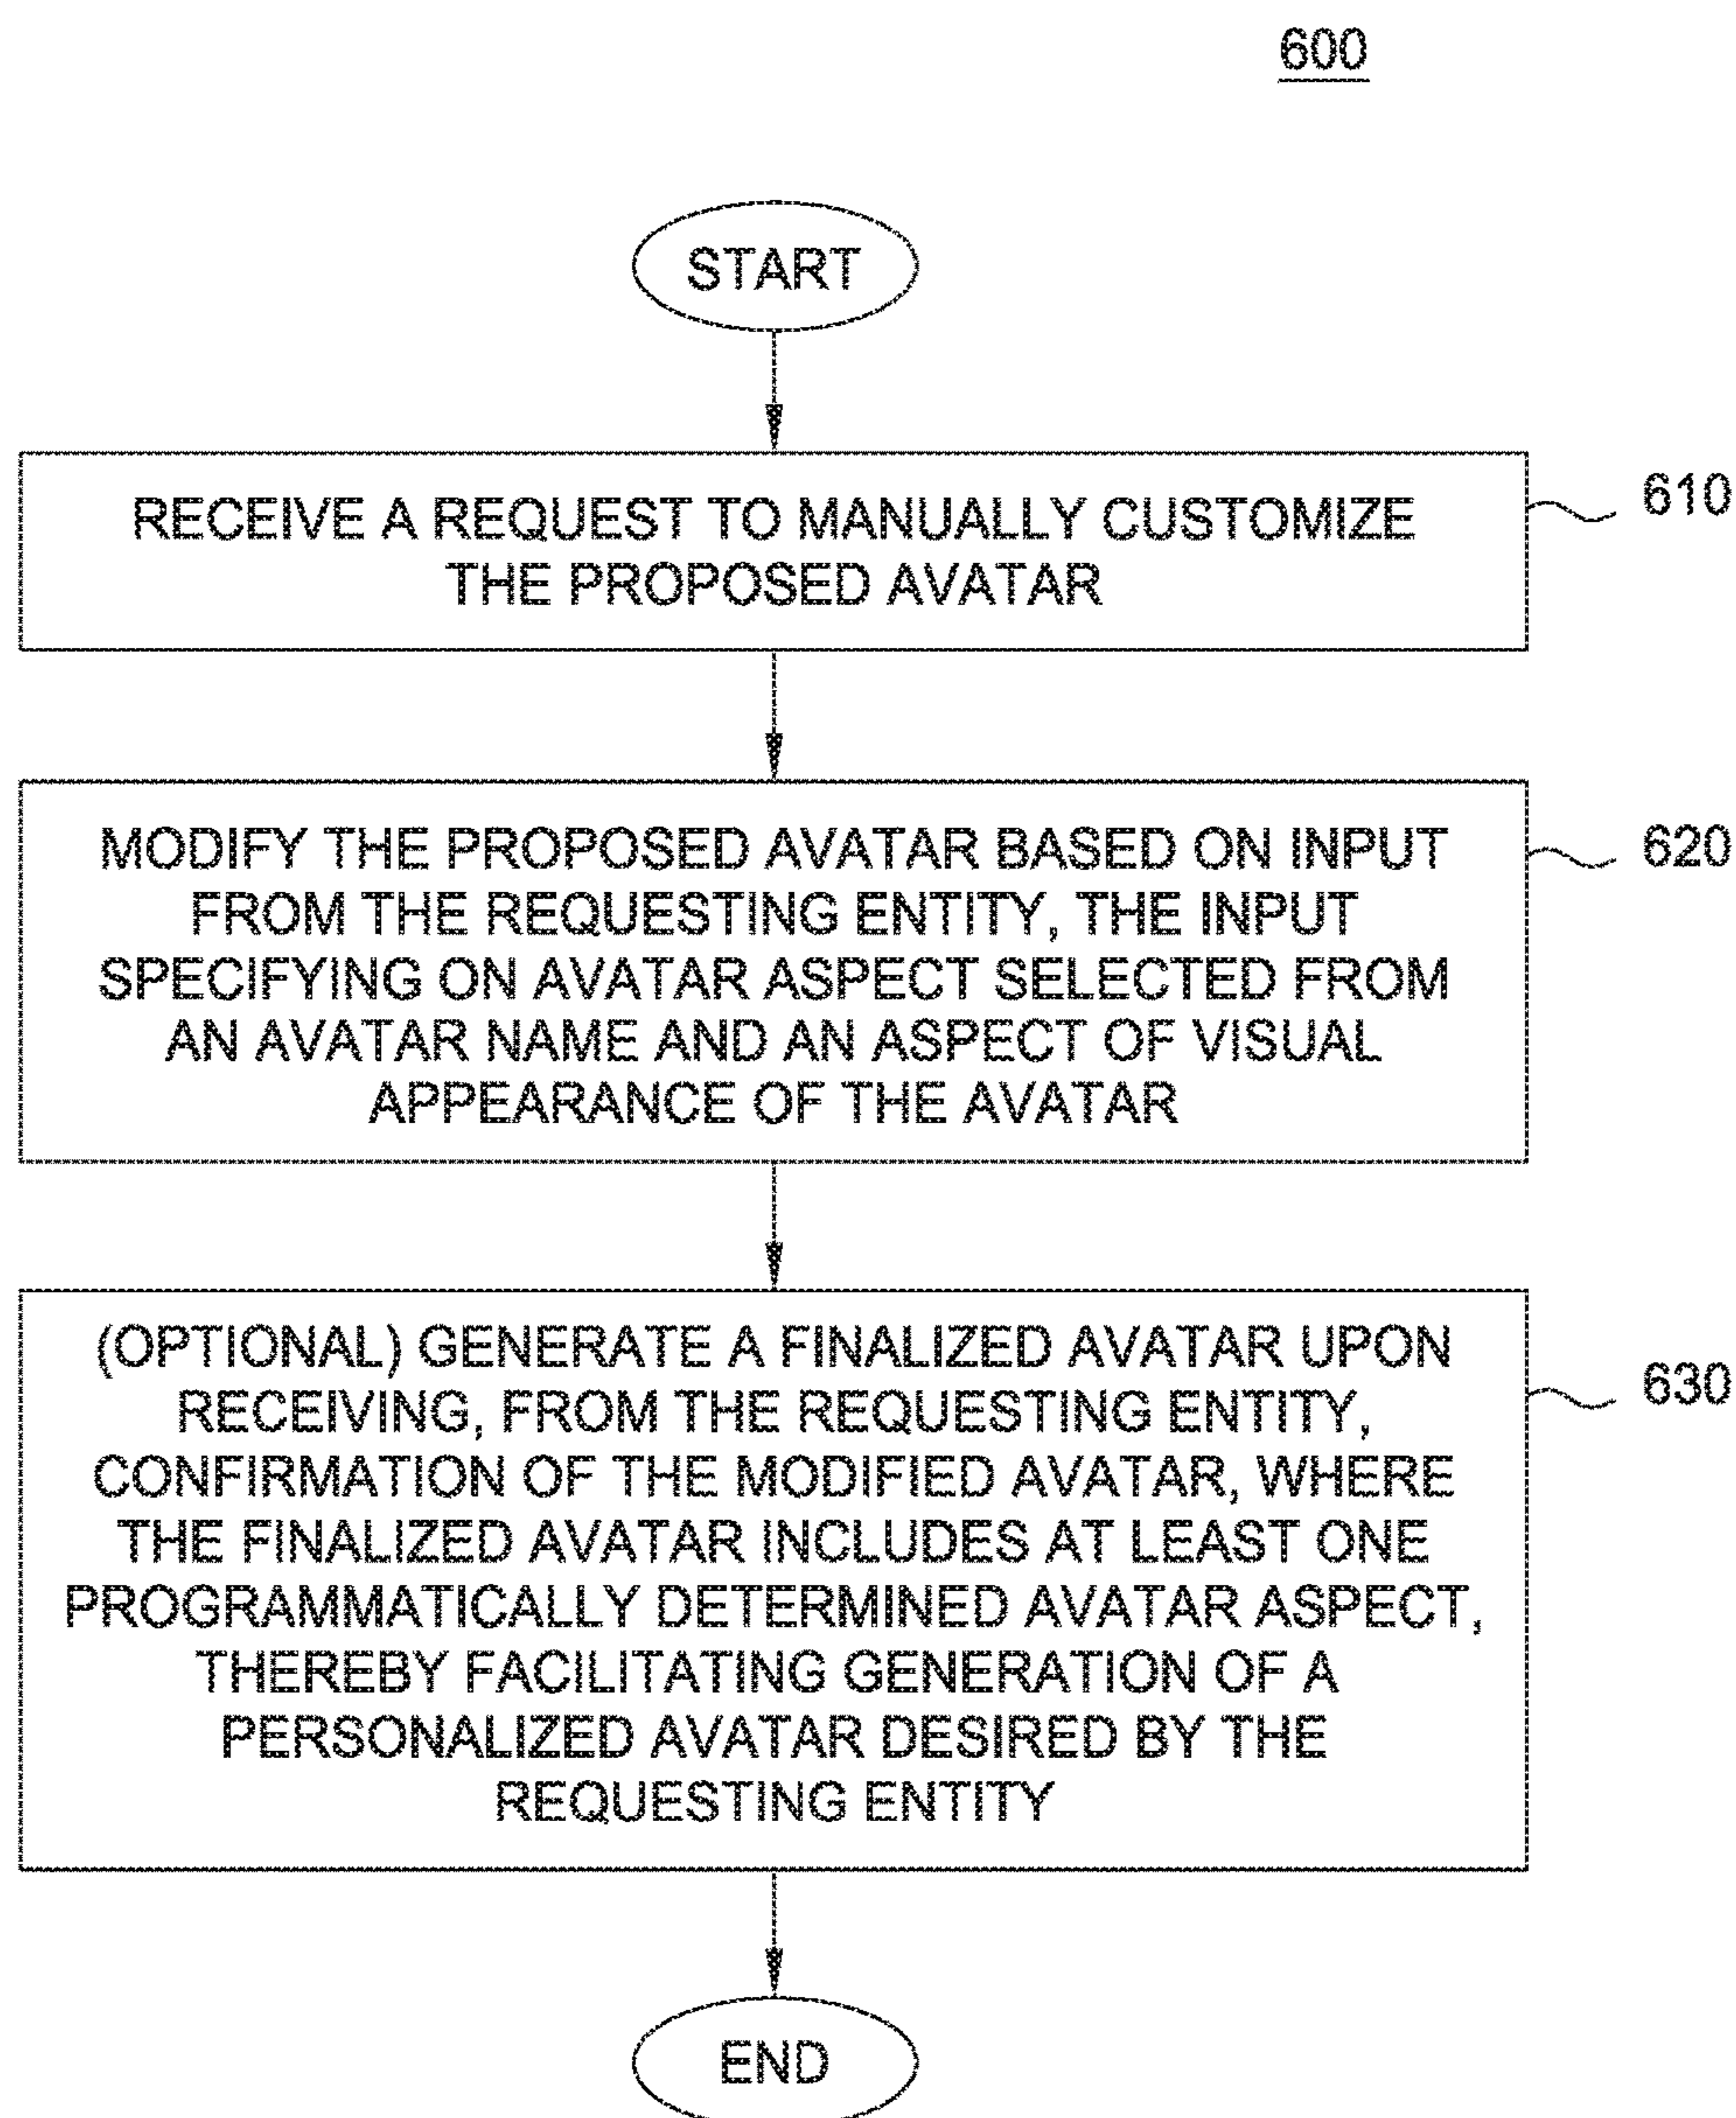 600
START
RECEIVE A REQUEST TO MANUALLY CUSTOMIZE
THE PROPOSED AVATAR
610
MODIFY THE PROPOSED AVATAR BASED ON INPUT
FROM THE REQUESTING ENTITY, THE INPUT
SPECIFYING ON AVATAR ASPECT SELECTED FROM
AN AVATAR NAME AND AN ASPECT OF VISUAL
APPEARANCE OF THE AVATAR
620
(OPTIONAL) GENERATE A FINALIZED AVATAR UPON
RECEIVING, FROM THE REQUESTING ENTITY,
CONFIRMATION OF THE MODIFIED AVATAR, WHERE
THE FINALIZED AVATAR INCLUDES AT LEAST ONE
PROGRAMMATICALLY DETERMINED AVATAR ASPECT,
THEREBY FACILITATING GENERATION OF A
PERSONALIZED AVATAR DESIRED BY THE
REQUESTING ENTITY
630
END